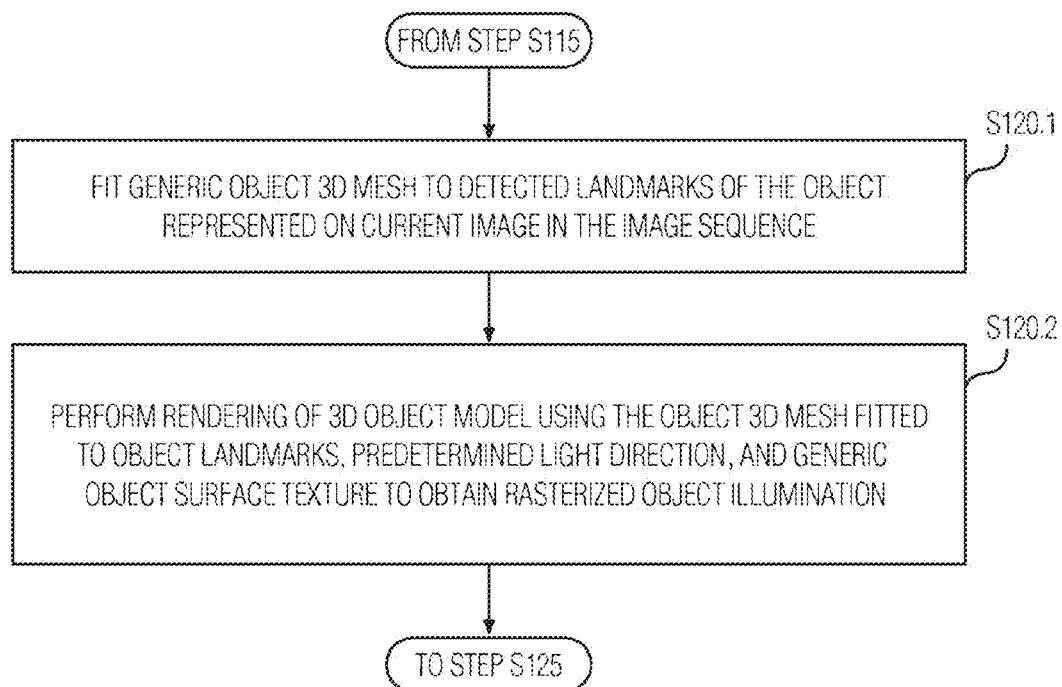 FROM STEP S115
S120.1
FIT GENERIC OBJECT 3D MESH TO DETECTED LANDMARKS OF THE OBJECT
REPRESENTED ON CURRENT IMAGE IN THE IMAGE SEQUENCE
S120.2
PERFORM RENDERING OF 3D OBJECT MODEL USING THE OBJECT 3D MESH FITTED
TO OBJECT LANDMARKS, PREDETERMINED LIGHT DIRECTION, AND GENERIC
OBJECT SURFACE TEXTURE TO OBTAIN RASTERIZED OBJECT ILLUMINATION
TO STEP S125